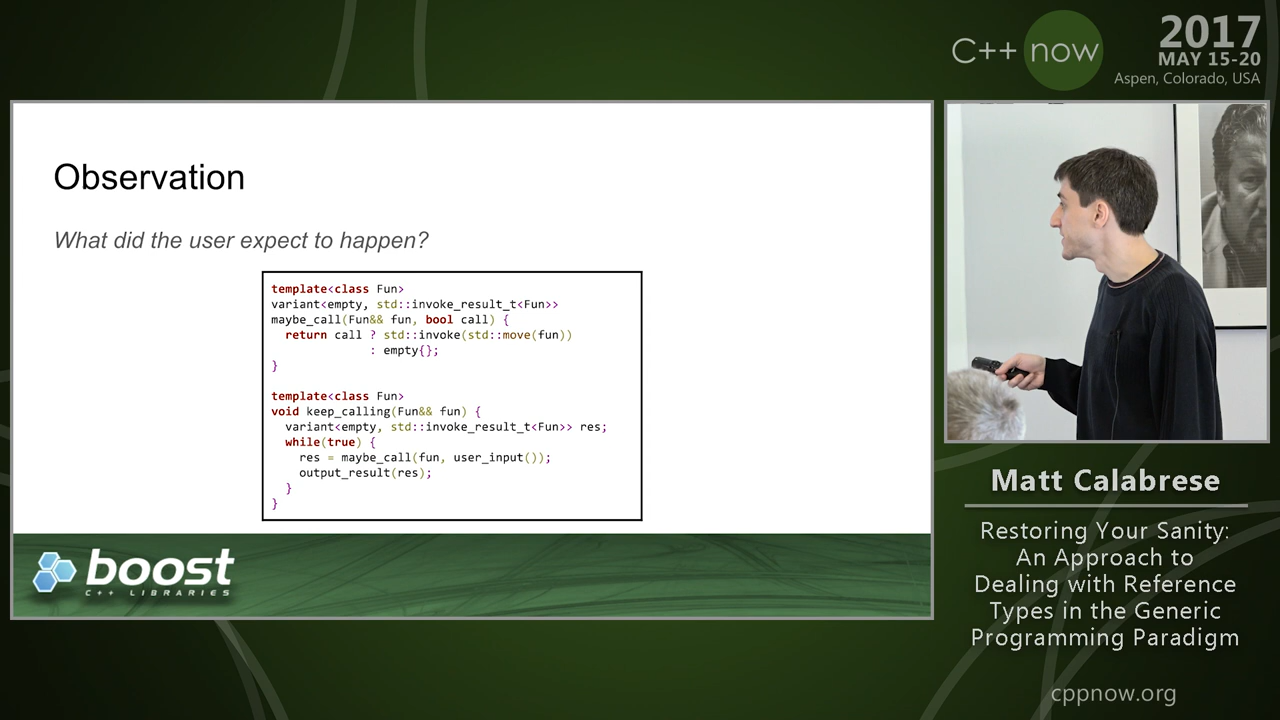 C++ now
2017
MAY 15-20
Aspen, Colorado, USA
Observation
What did the user expect to happen?
template<class Fun>
variant<empty, std::invoke_result_t<Fun>>
maybe_call(Fun&& fun, bool call) {
  return call ? std::invoke(std::move(fun))
              : empty{};
}
template<class Fun>
void keep_calling(Fun&& fun) {
  variant<empty, std::invoke_result_t<Fun>> res;
  while(true) {
    res = maybe_call(fun, user_input());
    output_result(res);
  }
}
boost
C++ LIBRARIES
Matt Calabrese
Restoring Your Sanity:
An Approach to
Dealing with Reference
Types in the Generic
Programming Paradigm
cppnow.org